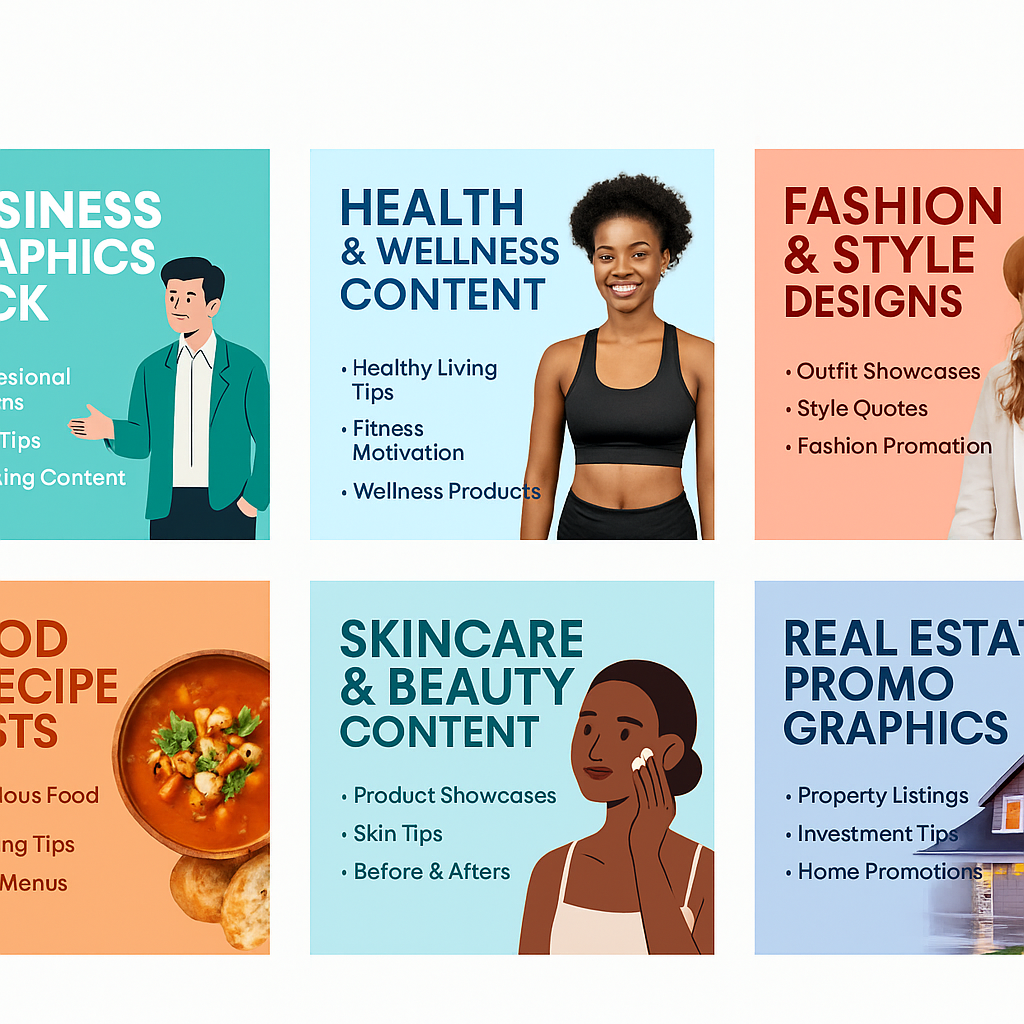 SINESS
APHICS
CK
esional
ns
Tips
ing Content
HEALTH
& WELLNESS
CONTENT
• Healthy Living
Tips
• Fitness
Motivation
• Wellness Products
FASHION
& STYLE
DESIGNS
• Outfit Showcases
• Style Quotes
• Fashion Promation
OD
ECIPE
STS
ious Food
ng Tips
Menus
SKINCARE
& BEAUTY
CONTENT
• Product Showcases
• Skin Tips
• Before & Afters
REAL ESTAT
PROMO
GRAPHICS
• Property Listings
• Investment Tips
• Home Promotions